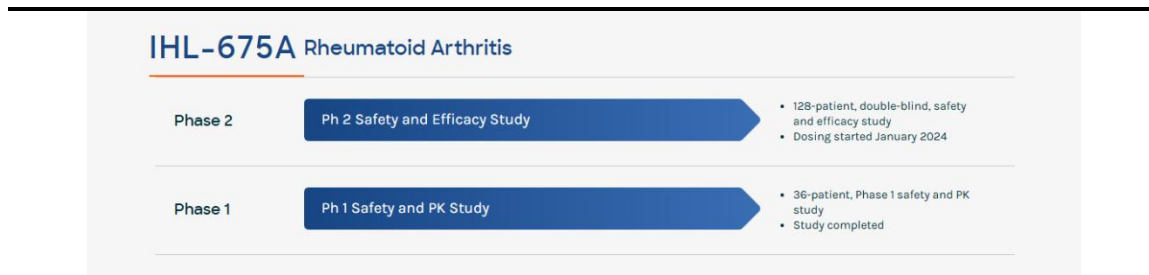 IHL-675A Rheumatoid Arthritis
Phase 2
Ph 2 Safety and Efficacy Study
• 128-patient, double-blind, safety
and efficacy study
• Dosing started January 2024
Phase 1
Ph 1 Safety and PK Study
• 36-patient, Phase 1 safety and PK
study
• Study completed